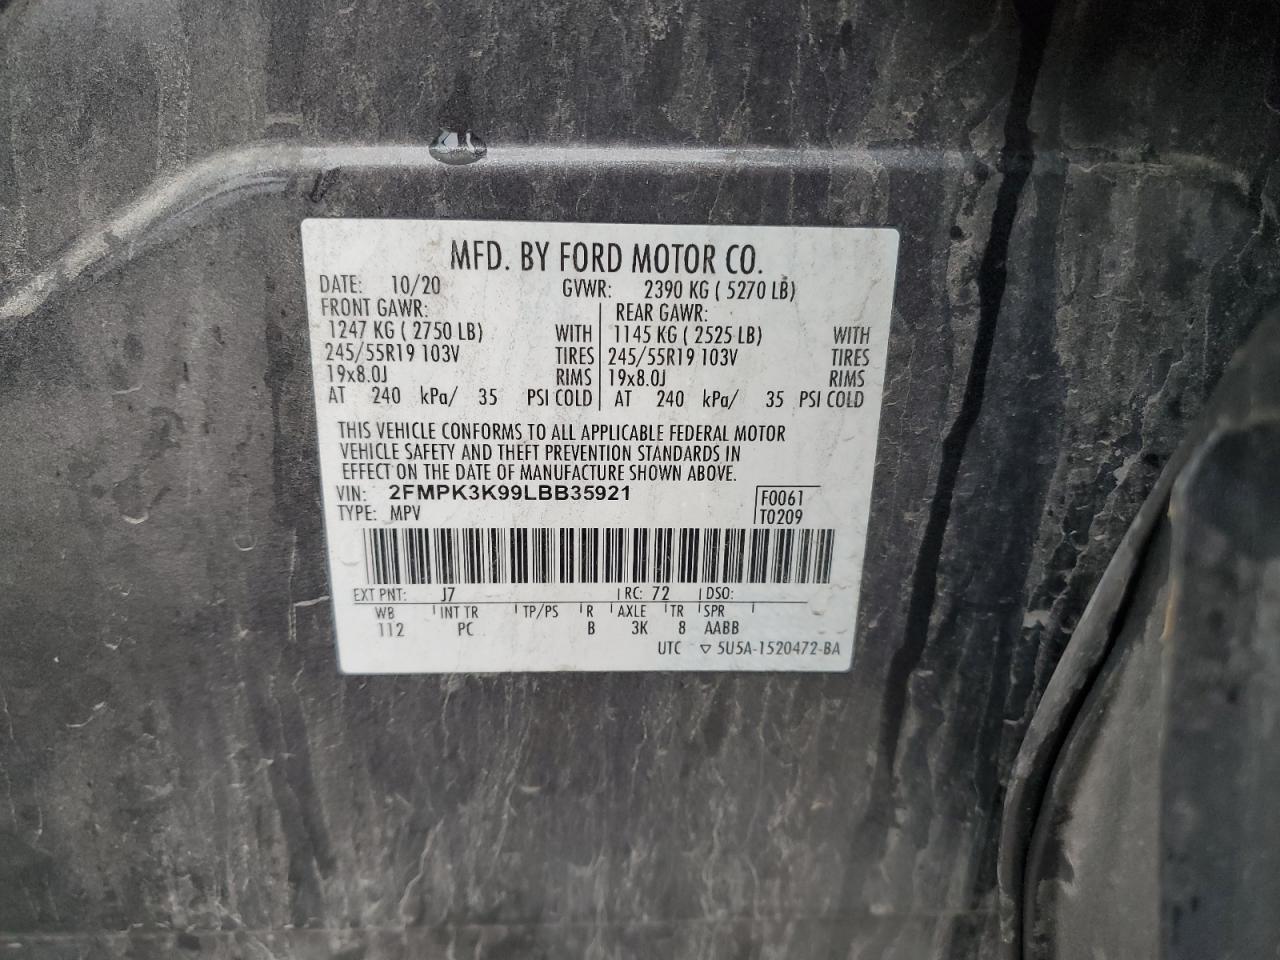 MFD. BY FORD MOTOR CO.
DATE: 10/20 GVWR: 2390 KG ( 5270 LB)
FRONT GAWR: REAR GAWR:
1247 KG ( 2750 LB) WITH 1145 KG ( 2525 LB) WITH
245/55R19 103V TIRES 245/55R19 103V TIRES
19x8.0J RIMS 19x8.0J RIMS
AT 240 kPa/ 35 PSI COLD AT 240 kPa/ 35 PSI COLD
THIS VEHICLE CONFORMS TO ALL APPLICABLE FEDERAL MOTOR
VEHICLE SAFETY AND THEFT PREVENTION STANDARDS IN
EFFECT ON THE DATE OF MANUFACTURE SHOWN ABOVE.
VIN: 2FMPK3K99LBB35921 F0061
TYPE: MPV T0209
EXT PNT: J7 RC: 72 DSO:
WB INT TR TP/PS R AXLE TR SPR
112 PC B 3K 8 AABB
UTC ▽ 5U5A-1520472-BA